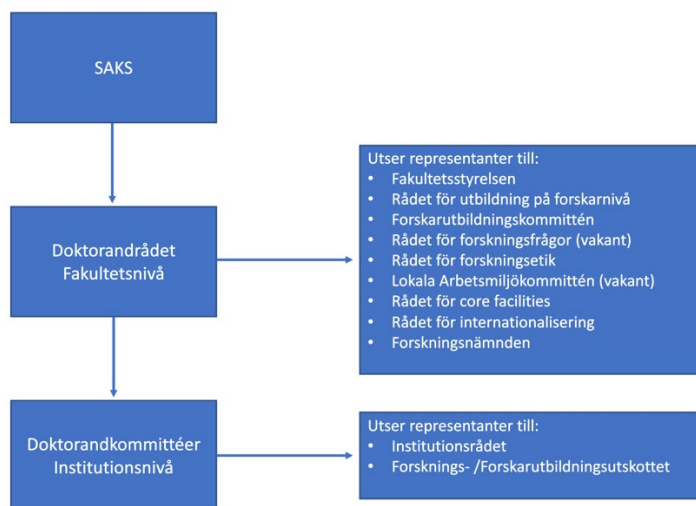 SAKS
Doktorandrådet
Fakultetsnivå
Utser representanter till:
• Fakultetsstyrelsen
• Rådet för utbildning på forskarnivå
• Forskarutbildningskommittén
• Rådet för forskningsfrågor (vakant)
• Rådet för forskningsetik
• Lokala Arbetsmiljökommittén (vakant)
• Rådet för core facilities
• Rådet för internationalisering
• Forskningsnämnden
Doktorandkommittéer
Institutionsnivå
Utser representanter till:
• Institutionsrådet
• Forsknings- /Forskarutbildningsutskottet